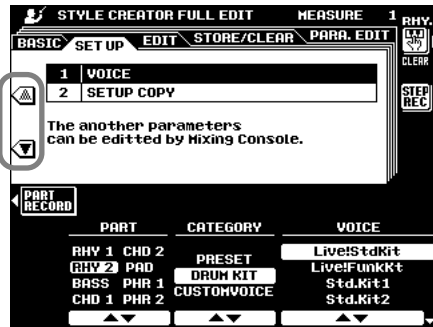 STYLE CREATOR FULL EDIT MEASURE 1
RHY.
BASIC SET UP EDIT STORE/CLEAR PARA. EDIT
CLEAR
1 VOICE
2 SETUP COPY
STEP REC
The another parameters
can be editted by Mixing Console.
PART
RECORD
PART CATEGORY VOICE
RHY 1 CHD 2
RHY 2 PAD
BASS PHR 1
CHD 1 PHR 2
PRESET
DRUM KIT
CUSTOMVOICE
Live!StdKit
Live!FunkKt
Std.Kit1
Std.Kit2